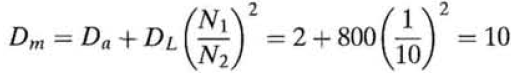 D_m = D_a + D_L (N_1/N_2)^2 = 2 + 800 (1/10)^2 = 10